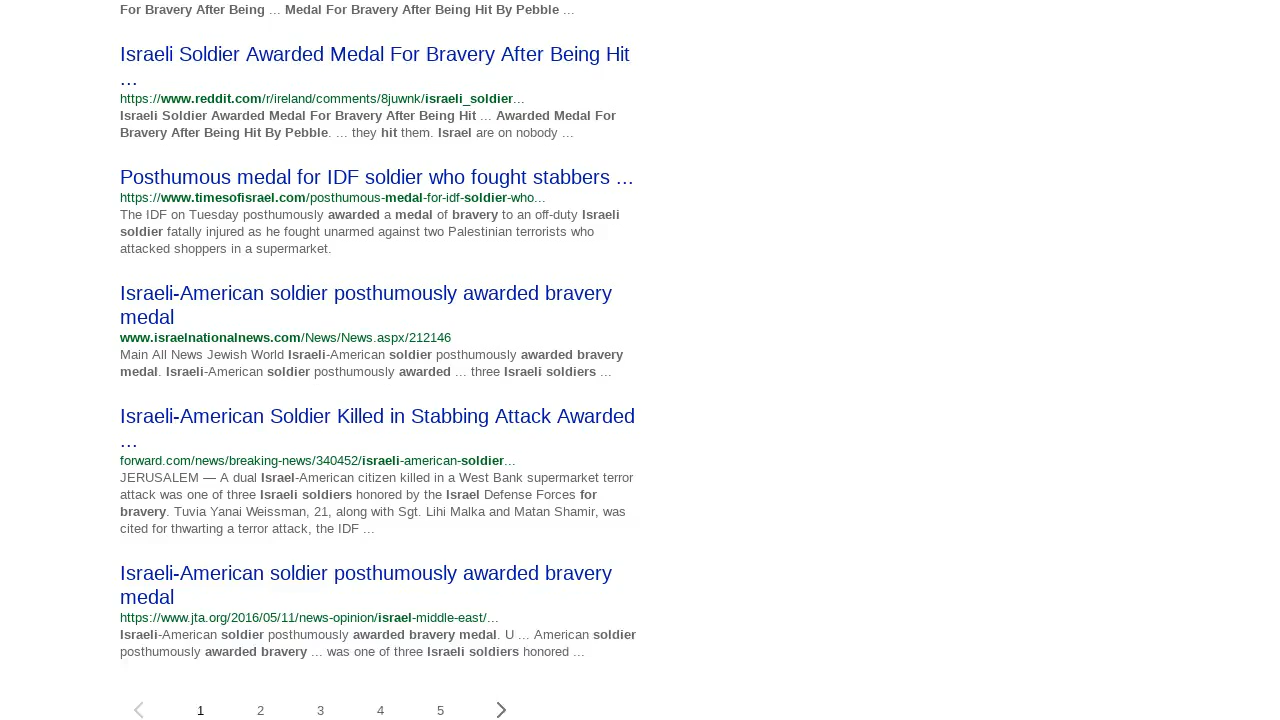 For Bravery After Being ... Medal For Bravery After Being Hit By Pebble ...
Israeli Soldier Awarded Medal For Bravery After Being Hit
...
https://www.reddit.com/r/ireland/comments/8juwnk/israeli_soldier...
Israeli Soldier Awarded Medal For Bravery After Being Hit ... Awarded Medal For
Bravery After Being Hit By Pebble. ... they hit them. Israel are on nobody ...
Posthumous medal for IDF soldier who fought stabbers ...
https://www.timesofisrael.com/posthumous-medal-for-idf-soldier-who...
The IDF on Tuesday posthumously awarded a medal of bravery to an off-duty Israeli
soldier fatally injured as he fought unarmed against two Palestinian terrorists who
attacked shoppers in a supermarket.
Israeli-American soldier posthumously awarded bravery
medal
www.israelnationalnews.com/News/News.aspx/212146
Main All News Jewish World Israeli-American soldier posthumously awarded bravery
medal. Israeli-American soldier posthumously awarded ... three Israeli soldiers ...
Israeli-American Soldier Killed in Stabbing Attack Awarded
...
forward.com/news/breaking-news/340452/israeli-american-soldier...
JERUSALEM — A dual Israel-American citizen killed in a West Bank supermarket terror
attack was one of three Israeli soldiers honored by the Israel Defense Forces for
bravery. Tuvia Yanai Weissman, 21, along with Sgt. Lihi Malka and Matan Shamir, was
cited for thwarting a terror attack, the IDF ...
Israeli-American soldier posthumously awarded bravery
medal
https://www.jta.org/2016/05/11/news-opinion/israel-middle-east/...
Israeli-American soldier posthumously awarded bravery medal. U ... American soldier
posthumously awarded bravery ... was one of three Israeli soldiers honored ...
1 2 3 4 5